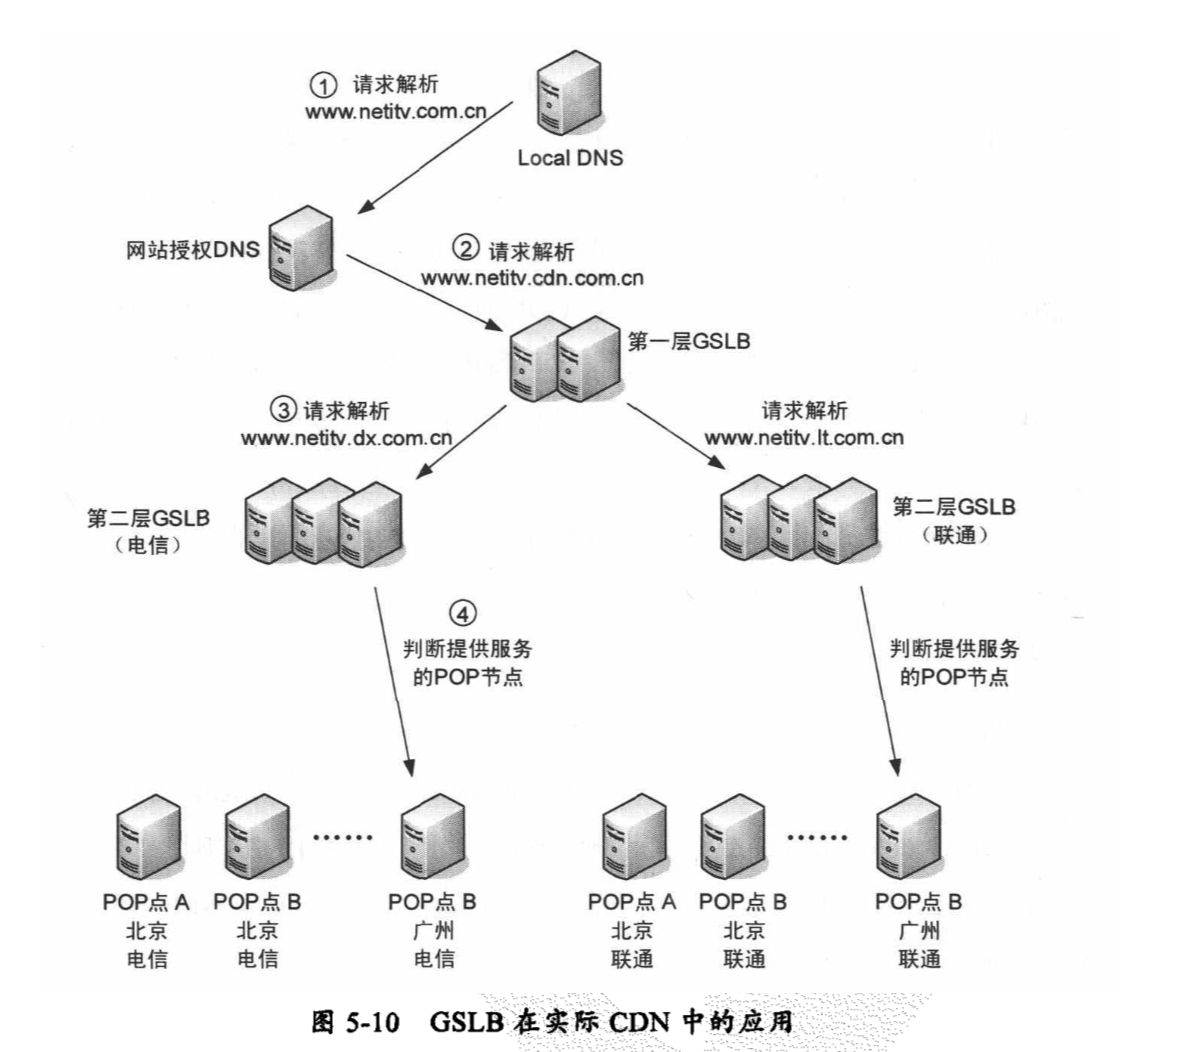 ① 请求解析
www.netitv.com.cn
Local DNS
网站授权DNS
② 请求解析
www.netitv.cdn.com.cn
第一层GSLB
③ 请求解析
www.netitv.dx.com.cn
请求解析
www.netitv.lt.com.cn
第二层GSLB
（电信）
第二层GSLB
（联通）
④
判断提供服务
的POP节点
判断提供服务
的POP节点
......
......
POP点 A
北京
电信
POP点 B
北京
电信
POP点 B
广州
电信
POP点 A
北京
联通
POP点 B
北京
联通
POP点 B
广州
联通
图 5-10 GSLB 在实际 CDN 中的应用